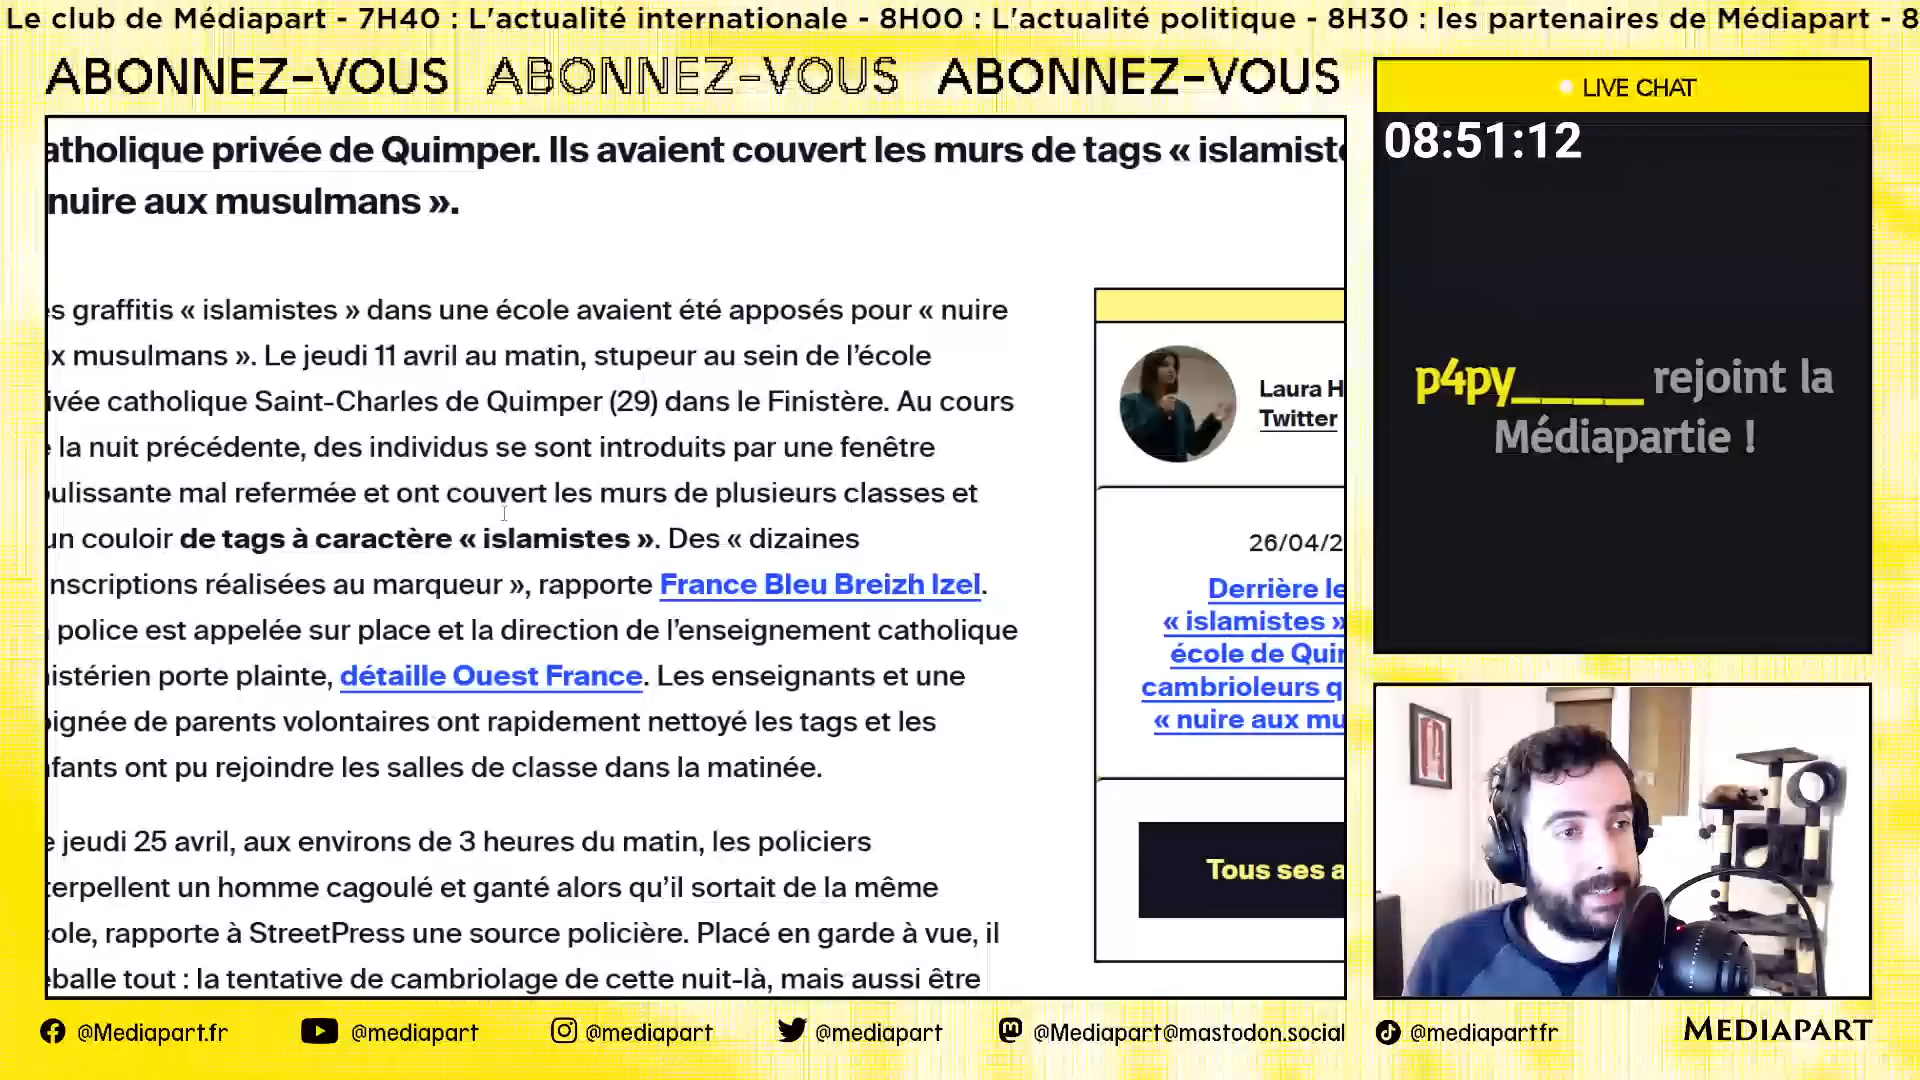 Le club de Médiapart - 7H40 : L'actualité internationale - 8H00 : L'actualité politique - 8H30 : les partenaires de Médiapart - 8
ABONNEZ-VOUS ABONNEZ-VOUS ABONNEZ-VOUS
atholique privée de Quimper. Ils avaient couvert les murs de tags « islamiste
nuire aux musulmans ».
s graffitis « islamistes » dans une école avaient été apposés pour « nuire
x musulmans ». Le jeudi 11 avril au matin, stupeur au sein de l'école
ivée catholique Saint-Charles de Quimper (29) dans le Finistère. Au cours
la nuit précédente, des individus se sont introduits par une fenêtre
ulissante mal refermée et ont couvert les murs de plusieurs classes et
un couloir de tags à caractère « islamistes ». Des « dizaines
nscriptions réalisées au marqueur », rapporte France Bleu Breizh Izel.
police est appelée sur place et la direction de l'enseignement catholique
istérien porte plainte, détaille Ouest France. Les enseignants et une
oignée de parents volontaires ont rapidement nettoyé les tags et les
nfants ont pu rejoindre les salles de classe dans la matinée.
e jeudi 25 avril, aux environs de 3 heures du matin, les policiers
terpellent un homme cagoulé et ganté alors qu'il sortait de la même
cole, rapporte à StreetPress une source policière. Placé en garde à vue, il
éballe tout : la tentative de cambriolage de cette nuit-là, mais aussi être
Laura H
Twitter
26/04/2
Derrière le
« islamistes »
école de Quir
cambrioleurs q
« nuire aux mu
Tous ses a
LIVE CHAT
08:51:12
p4py_____ rejoint la
Médiapartie !
@Mediapart.fr @mediapart @mediapart @mediapart @Mediapart@mastodon.social @mediapartfr MEDIAPART